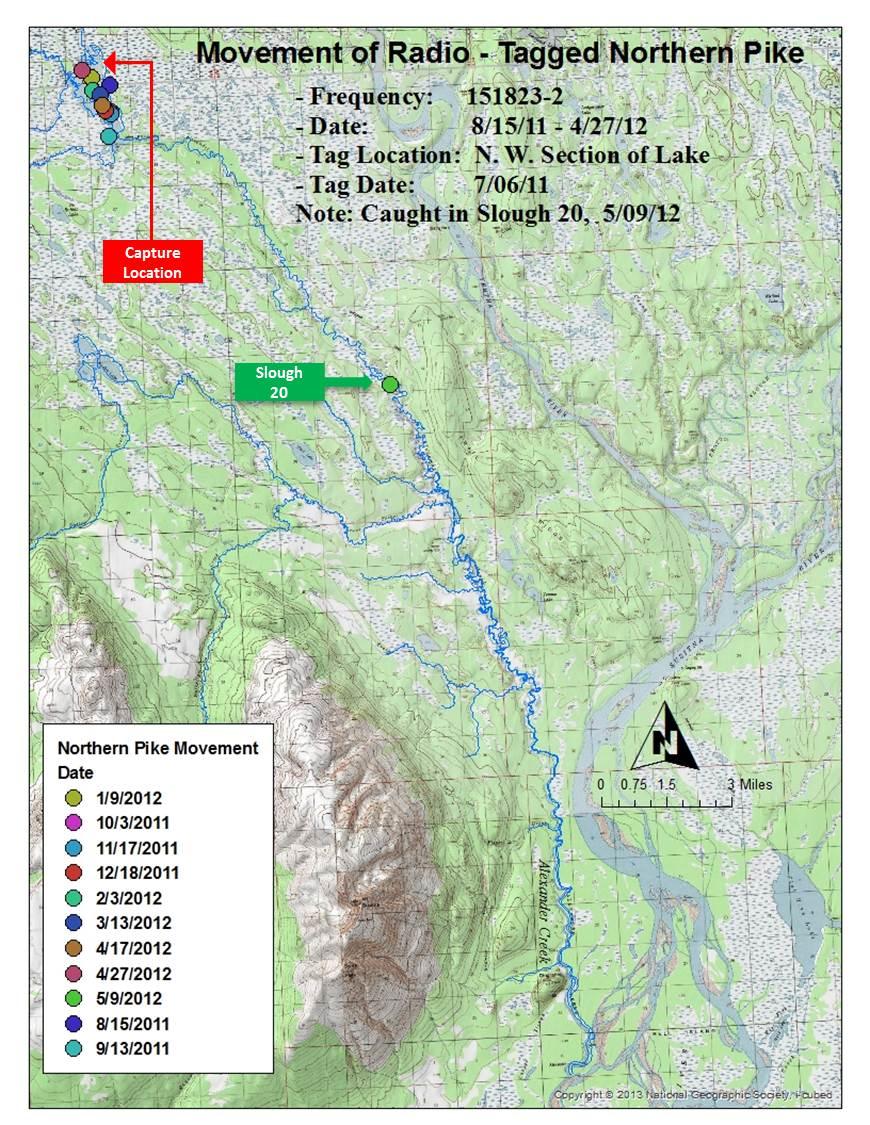 Movement of Radio - Tagged Northern Pike
- Frequency: 151823-2
- Date: 8/15/11 - 4/27/12
- Tag Location: N. W. Section of Lake
- Tag Date: 7/06/11
Note: Caught in Slough 20, 5/09/12
Capture
Location
Slough
20
RIVER
RIVER
SUSITNA
N
0 0.75 1.5 3 Miles
Northern Pike Movement
Date
1/9/2012
10/3/2011
11/17/2011
12/18/2011
2/3/2012
3/13/2012
4/17/2012
4/27/2012
5/9/2012
8/15/2011
9/13/2011
Alexander Creek
Copyright © 2013 National Geographic Society, i-cubed